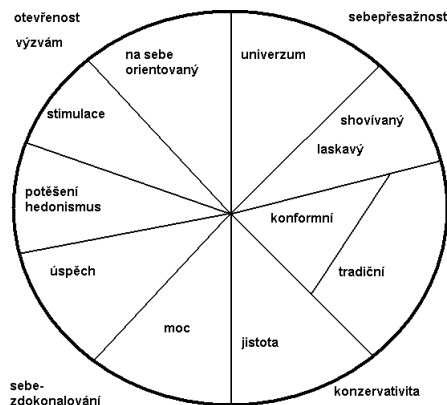 otevřenost
výzvám
sebepřesažnost
na sebe
orientovaný
univerzum
stimulace
shovívaný
laskavý
potěšení
hedonismus
konformní
úspěch
tradiční
moc
jistota
sebe-
zdokonalování
konzervativita